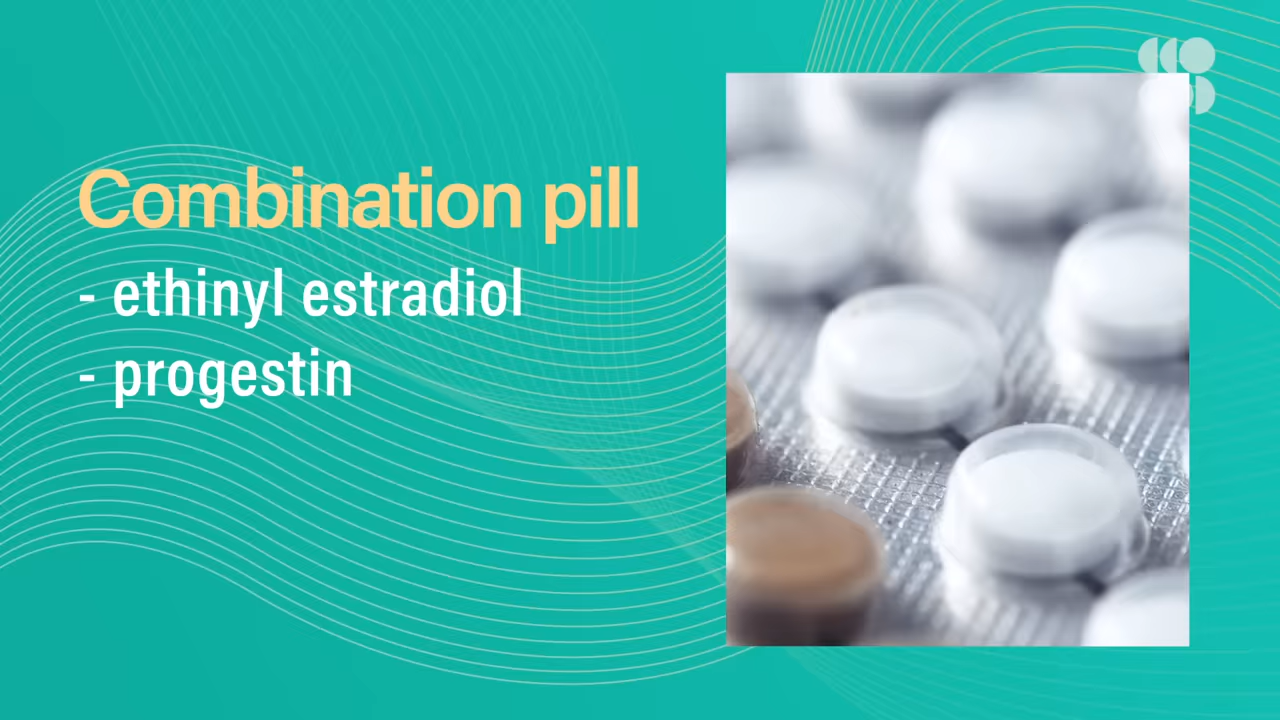 Combination pill
- ethinyl estradiol
- progestin